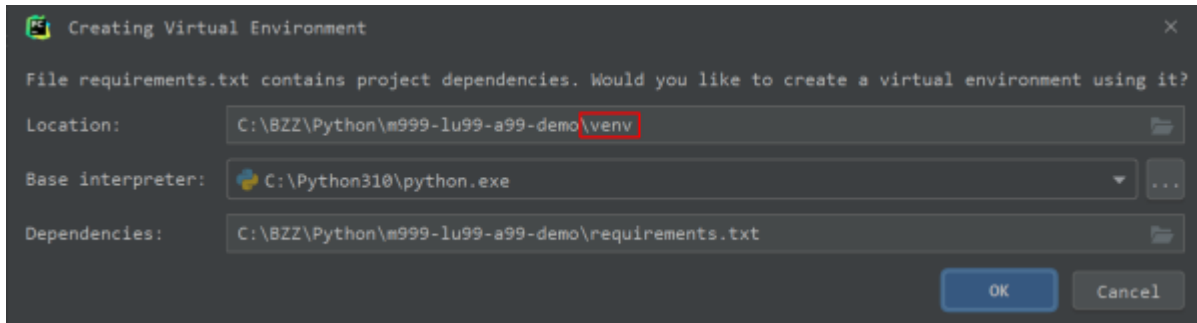 Creating Virtual Environment
File requirements.txt contains project dependencies. Would you like to create a virtual environment using it?
Location: C:\BZZ\Python\m999-lu99-a99-demo\venv
Base interpreter: C:\Python310\python.exe ...
Dependencies: C:\BZZ\Python\m999-lu99-a99-demo\requirements.txt
OK Cancel